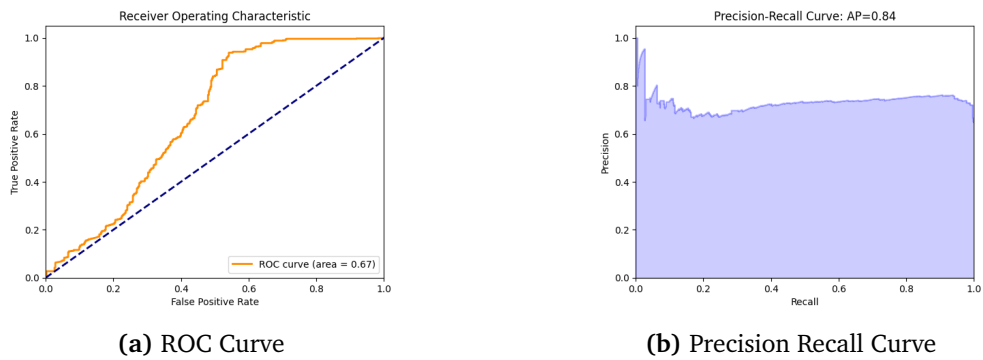 Receiver Operating Characteristic
True Positive Rate
1.0
0.8
0.6
0.4
0.2
0.0
ROC curve (area = 0.67)
0.0 0.2 0.4 0.6 0.8 1.0
False Positive Rate
(a) ROC Curve
Precision-Recall Curve: AP=0.84
Precision
1.0
0.8
0.6
0.4
0.2
0.0
0.0 0.2 0.4 0.6 0.8 1.0
Recall
(b) Precision Recall Curve